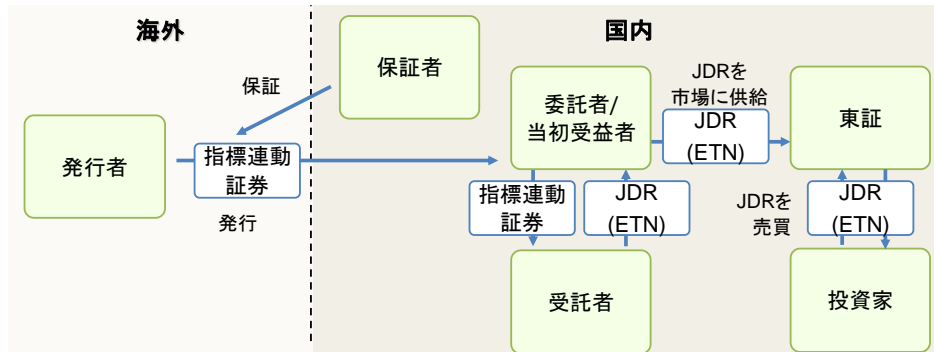 海外
国内
保証者
保証
発行者
指標連動
証券
発行
委託者/
当初受益者
JDRを
市場に供給
JDR
(ETN)
東証
指標連動
証券
JDR
(ETN)
JDRを
売買
JDR
(ETN)
受託者
投資家